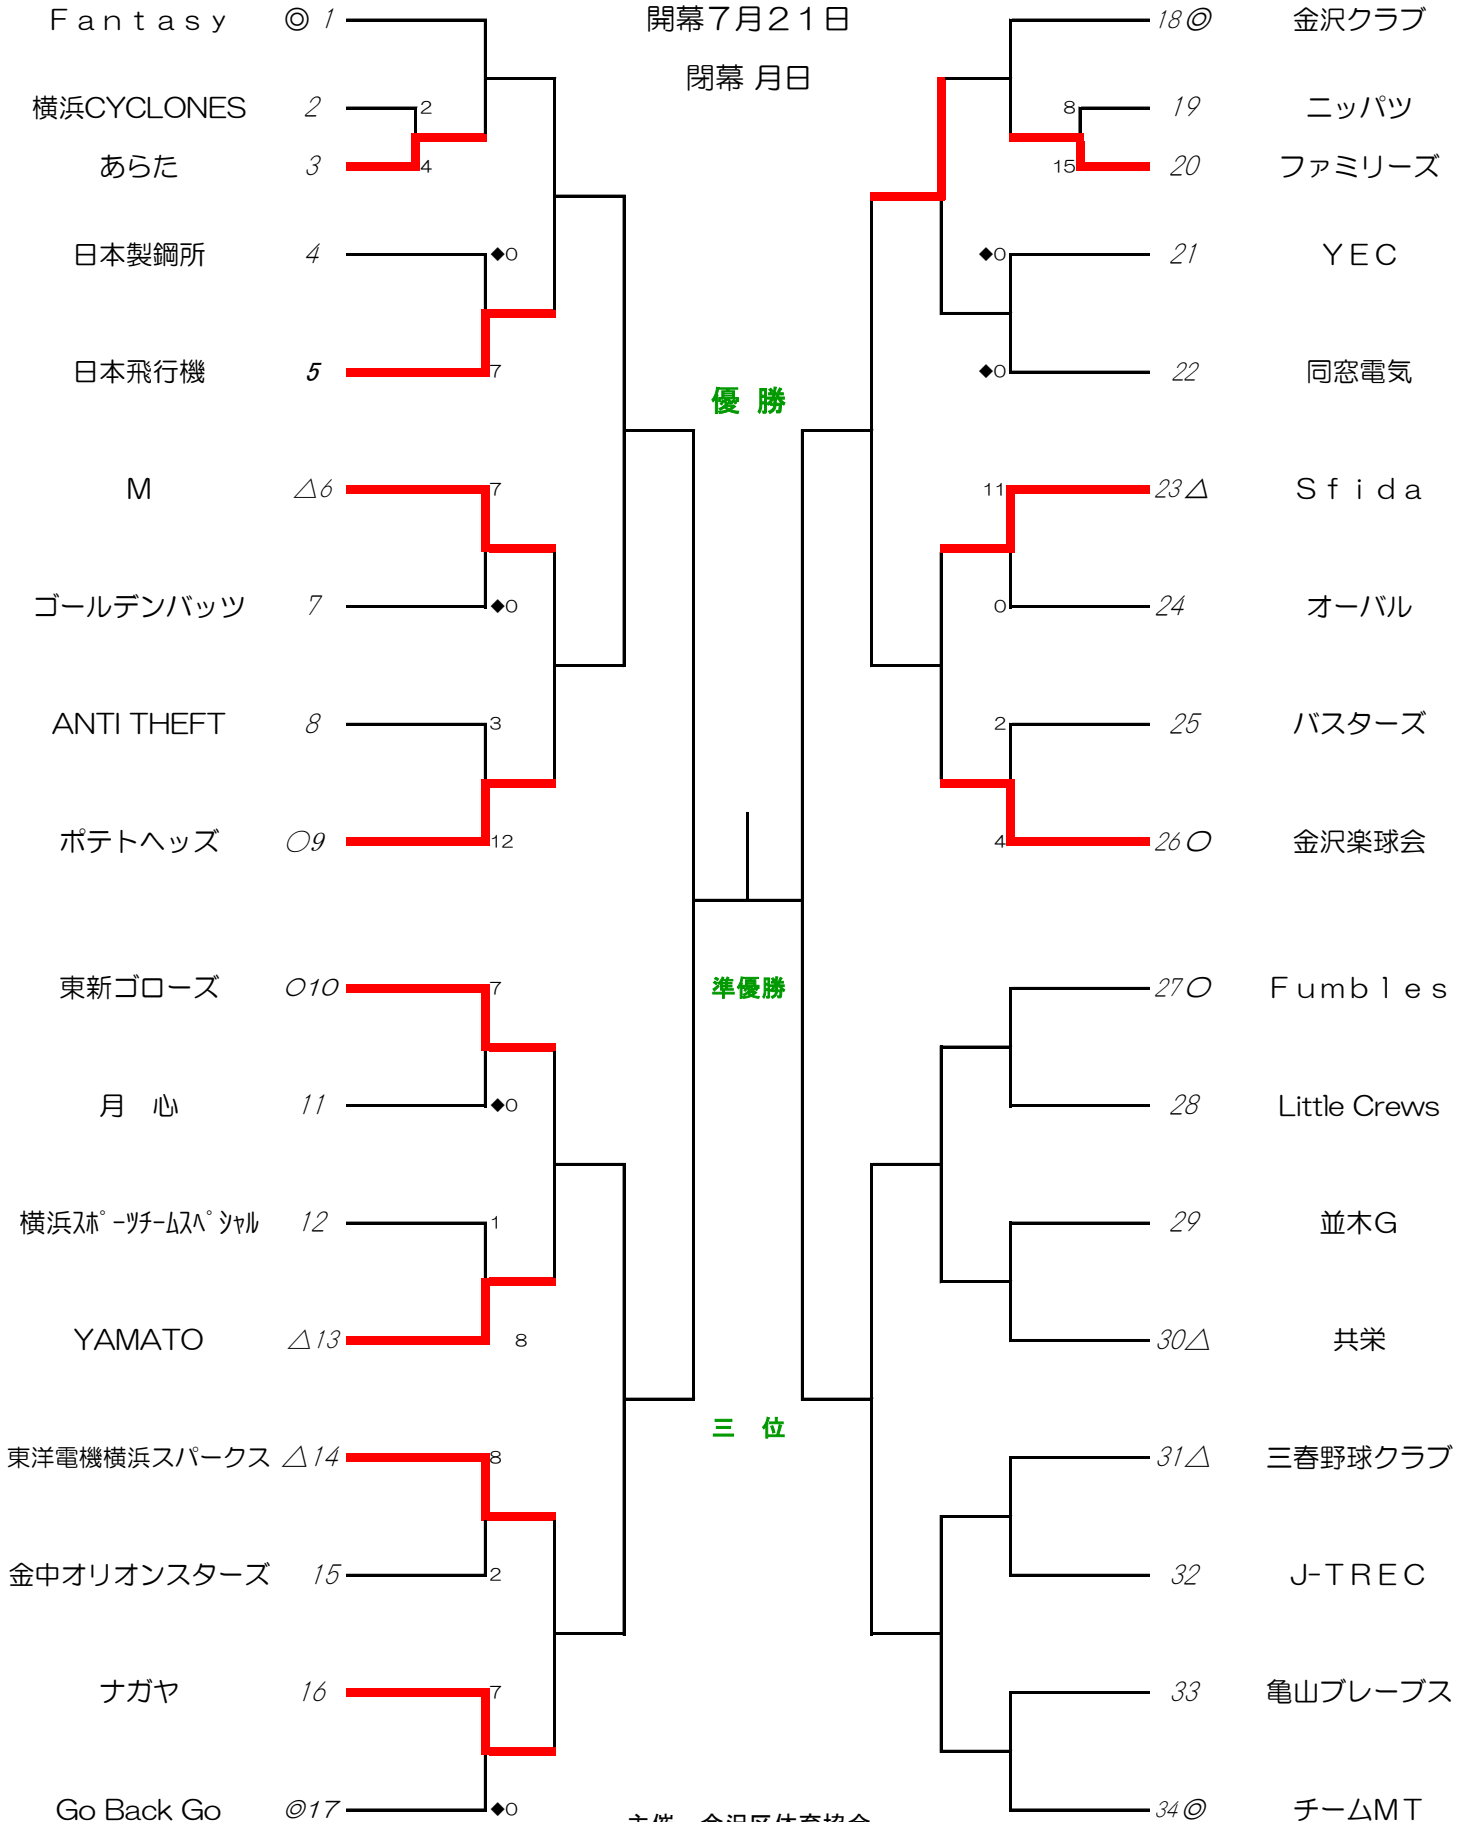 開幕７月２１日
閉幕 月日
Ｆａｎｔａｓｙ ◎ 1
横浜CYCLONES 2 2
あらた 3 4
日本製鋼所 4 ◆0
日本飛行機 5 7
M △6 7
ゴールデンバッツ 7 ◆0
ANTI THEFT 8 3
ポテトヘッズ ○9 12
東新ゴローズ ○10 7
月　心 11 ◆0
横浜ｽﾎﾟｰﾂﾁｰﾑｽﾍﾟｼｬﾙ 12 1
YAMATO △13 8
東洋電機横浜スパークス △14 8
金中オリオンスターズ 15 2
ナガヤ 16 7
Go Back Go ◎17 ◆0
優 勝
準優勝
三 位
18◎ 金沢クラブ
8 19 ニッパツ
15 20 ファミリーズ
◆0 21 ＹＥＣ
◆0 22 同窓電気
11 23△ Ｓｆｉｄａ
0 24 オーバル
2 25 バスターズ
4 26○ 金沢楽球会
27○ Ｆｕｍｂｌｅｓ
28 Little Crews
29 並木G
30△ 共栄
31△ 三春野球クラブ
32 J-ＴＲＥＣ
33 亀山ブレーブス
34◎ チームMT
主催 金沢区体育協会